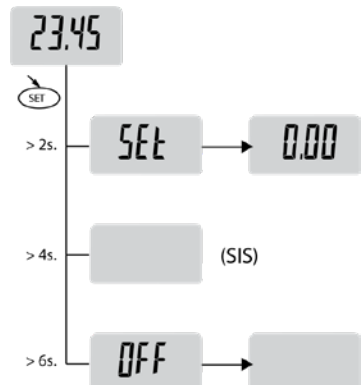 23.45
SET
> 2s. SEt 0.00
> 4s. (SIS)
> 6s. OFF